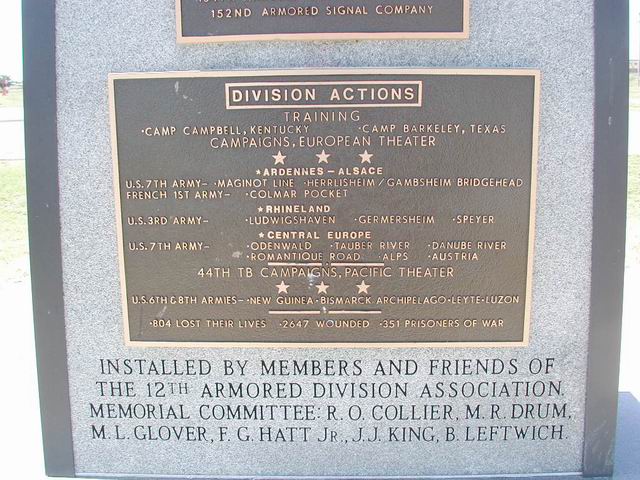 152ND ARMORED SIGNAL COMPANY
DIVISION ACTIONS
TRAINING
·CAMP CAMPBELL, KENTUCKY ·CAMP BARKELEY, TEXAS
CAMPAIGNS, EUROPEAN THEATER
★ ★ ★
★ARDENNES-ALSACE
U.S. 7TH ARMY- ·MAGINOT LINE ·HERRLISHEIM/GAMBSHEIM BRIDGEHEAD
FRENCH 1ST ARMY- ·COLMAR POCKET
★RHINELAND
U.S. 3RD ARMY- ·LUDWIGSHAVEN ·GERMERSHEIM ·SPEYER
★CENTRAL EUROPE
U.S. 7TH ARMY- ·ODENWALD ·TAUBER RIVER ·DANUBE RIVER
·ROMANTIQUE ROAD ·ALPS ·AUSTRIA
44TH TB CAMPAIGNS, PACIFIC THEATER
★ ★ ★
U.S. 6TH & 8TH ARMIES- ·NEW GUINEA·BISMARCK ARCHIPELAGO·LEYTE·LUZON
·804 LOST THEIR LIVES ·2647 WOUNDED ·351 PRISONERS OF WAR
INSTALLED BY MEMBERS AND FRIENDS OF
THE 12TH ARMORED DIVISION ASSOCIATION.
MEMORIAL COMMITTEE: R. O. COLLIER, M. R. DRUM,
M. L. GLOVER, F. G. HATT JR., J.J. KING, B. LEFTWICH.